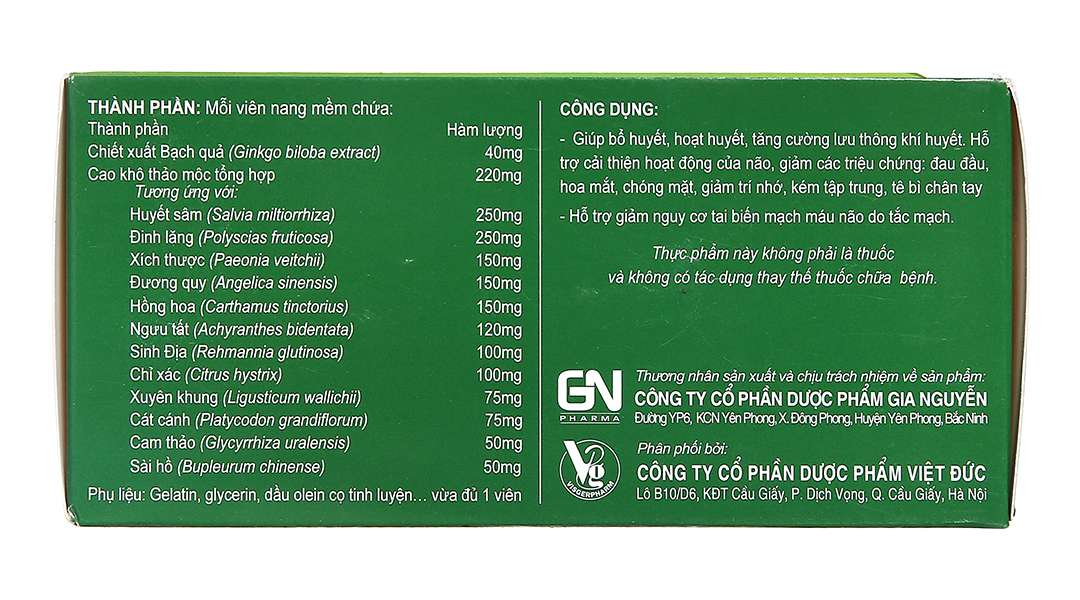 THÀNH PHẦN: Mỗi viên nang mềm chứa:
Thành phần Hàm lượng
Chiết xuất Bạch quả (Ginkgo biloba extract) 40mg
Cao khô thảo mộc tổng hợp 220mg
Tương ứng với:
Huyết sâm (Salvia miltiorrhiza) 250mg
Đinh lăng (Polyscias fruticosa) 250mg
Xích thược (Paeonia veitchii) 150mg
Đương quy (Angelica sinensis) 150mg
Hồng hoa (Carthamus tinctorius) 150mg
Ngưu tất (Achyranthes bidentata) 120mg
Sinh Địa (Rehmannia glutinosa) 100mg
Chỉ xác (Citrus hystrix) 100mg
Xuyên khung (Ligusticum wallichii) 75mg
Cát cánh (Platycodon grandiflorum) 75mg
Cam thảo (Glycyrrhiza uralensis) 50mg
Sài hồ (Bupleurum chinense) 50mg
Phụ liệu: Gelatin, glycerin, dầu olein cọ tinh luyện... vừa đủ 1 viên
CÔNG DỤNG:
- Giúp bổ huyết, hoạt huyết, tăng cường lưu thông khí huyết. Hỗ
trợ cải thiện hoạt động của não, giảm các triệu chứng: đau đầu,
hoa mắt, chóng mặt, giảm trí nhớ, kém tập trung, tê bì chân tay
- Hỗ trợ giảm nguy cơ tai biến mạch máu não do tắc mạch.
Thực phẩm này không phải là thuốc
và không có tác dụng thay thế thuốc chữa bệnh.
GN
PHARMA
Thương nhân sản xuất và chịu trách nhiệm về sản phẩm:
CÔNG TY CỔ PHẦN DƯỢC PHẨM GIA NGUYỄN
Đường YP6, KCN Yên Phong, X. Đông Phong, Huyện Yên Phong, Bắc Ninh
Vg
VISGERPHARM
Phân phối bởi:
CÔNG TY CỔ PHẦN DƯỢC PHẨM VIỆT ĐỨC
Lô B10/D6, KĐT Cầu Giấy, P. Dịch Vọng, Q. Cầu Giấy, Hà Nội